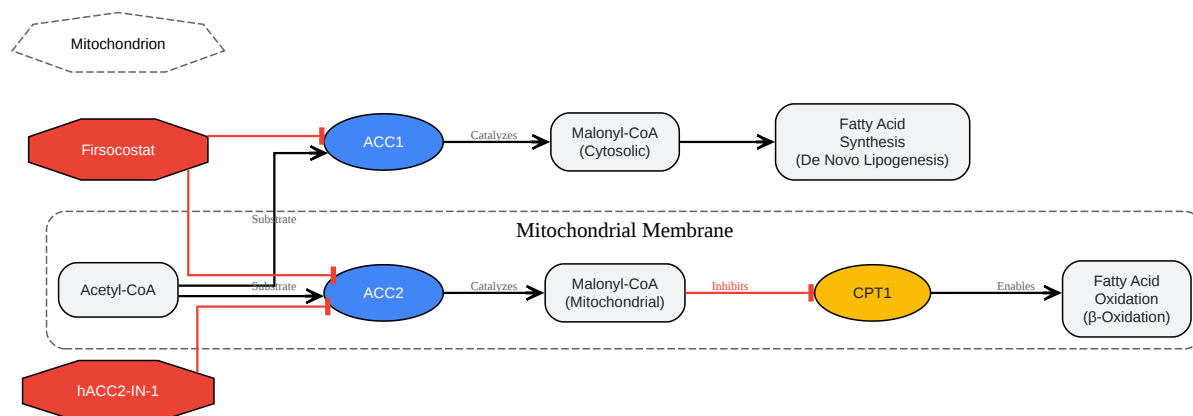 Mitochondrion
Firsocostat
ACC1
Catalyzes
Malonyl-CoA
(Cytosolic)
Fatty Acid
Synthesis
(De Novo Lipogenesis)
Substrate
Mitochondrial Membrane
Acetyl-CoA
Substrate
ACC2
Catalyzes
Malonyl-CoA
(Mitochondrial)
Inhibits
CPT1
Enables
Fatty Acid
Oxidation
(β-Oxidation)
hACC2-IN-1